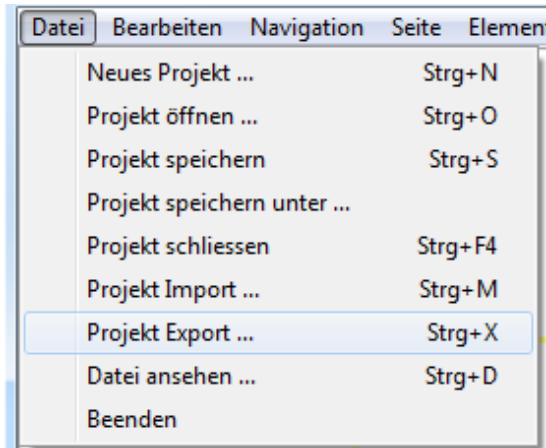 Datei Bearbeiten Navigation Seite Elemen
Neues Projekt ... Strg+N
Projekt öffnen ... Strg+O
Projekt speichern Strg+S
Projekt speichern unter ...
Projekt schliessen Strg+F4
Projekt Import ... Strg+M
Projekt Export ... Strg+X
Datei ansehen ... Strg+D
Beenden